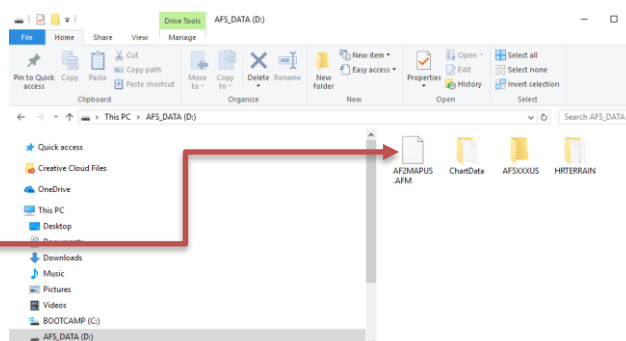 Drive Tools AFS_DATA (D:)
File Home Share View Manage
Pin to Quick access
Copy
Paste
Cut
Copy path
Paste shortcut
Clipboard
Move to
Copy to
Delete
Rename
Organize
New folder
New item
Easy access
New
Properties
Open
Edit
History
Open
Select all
Select none
Invert selection
Select
This PC > AFS_DATA (D:)
Search AFS_DATA
Quick access
Creative Cloud Files
OneDrive
This PC
Desktop
Documents
Downloads
Music
Pictures
Videos
BOOTCAMP (C:)
AFS_DATA (D:)
AF2MAPUS
.AFM
ChartData
AF5XXXUS
HRTERRAIN